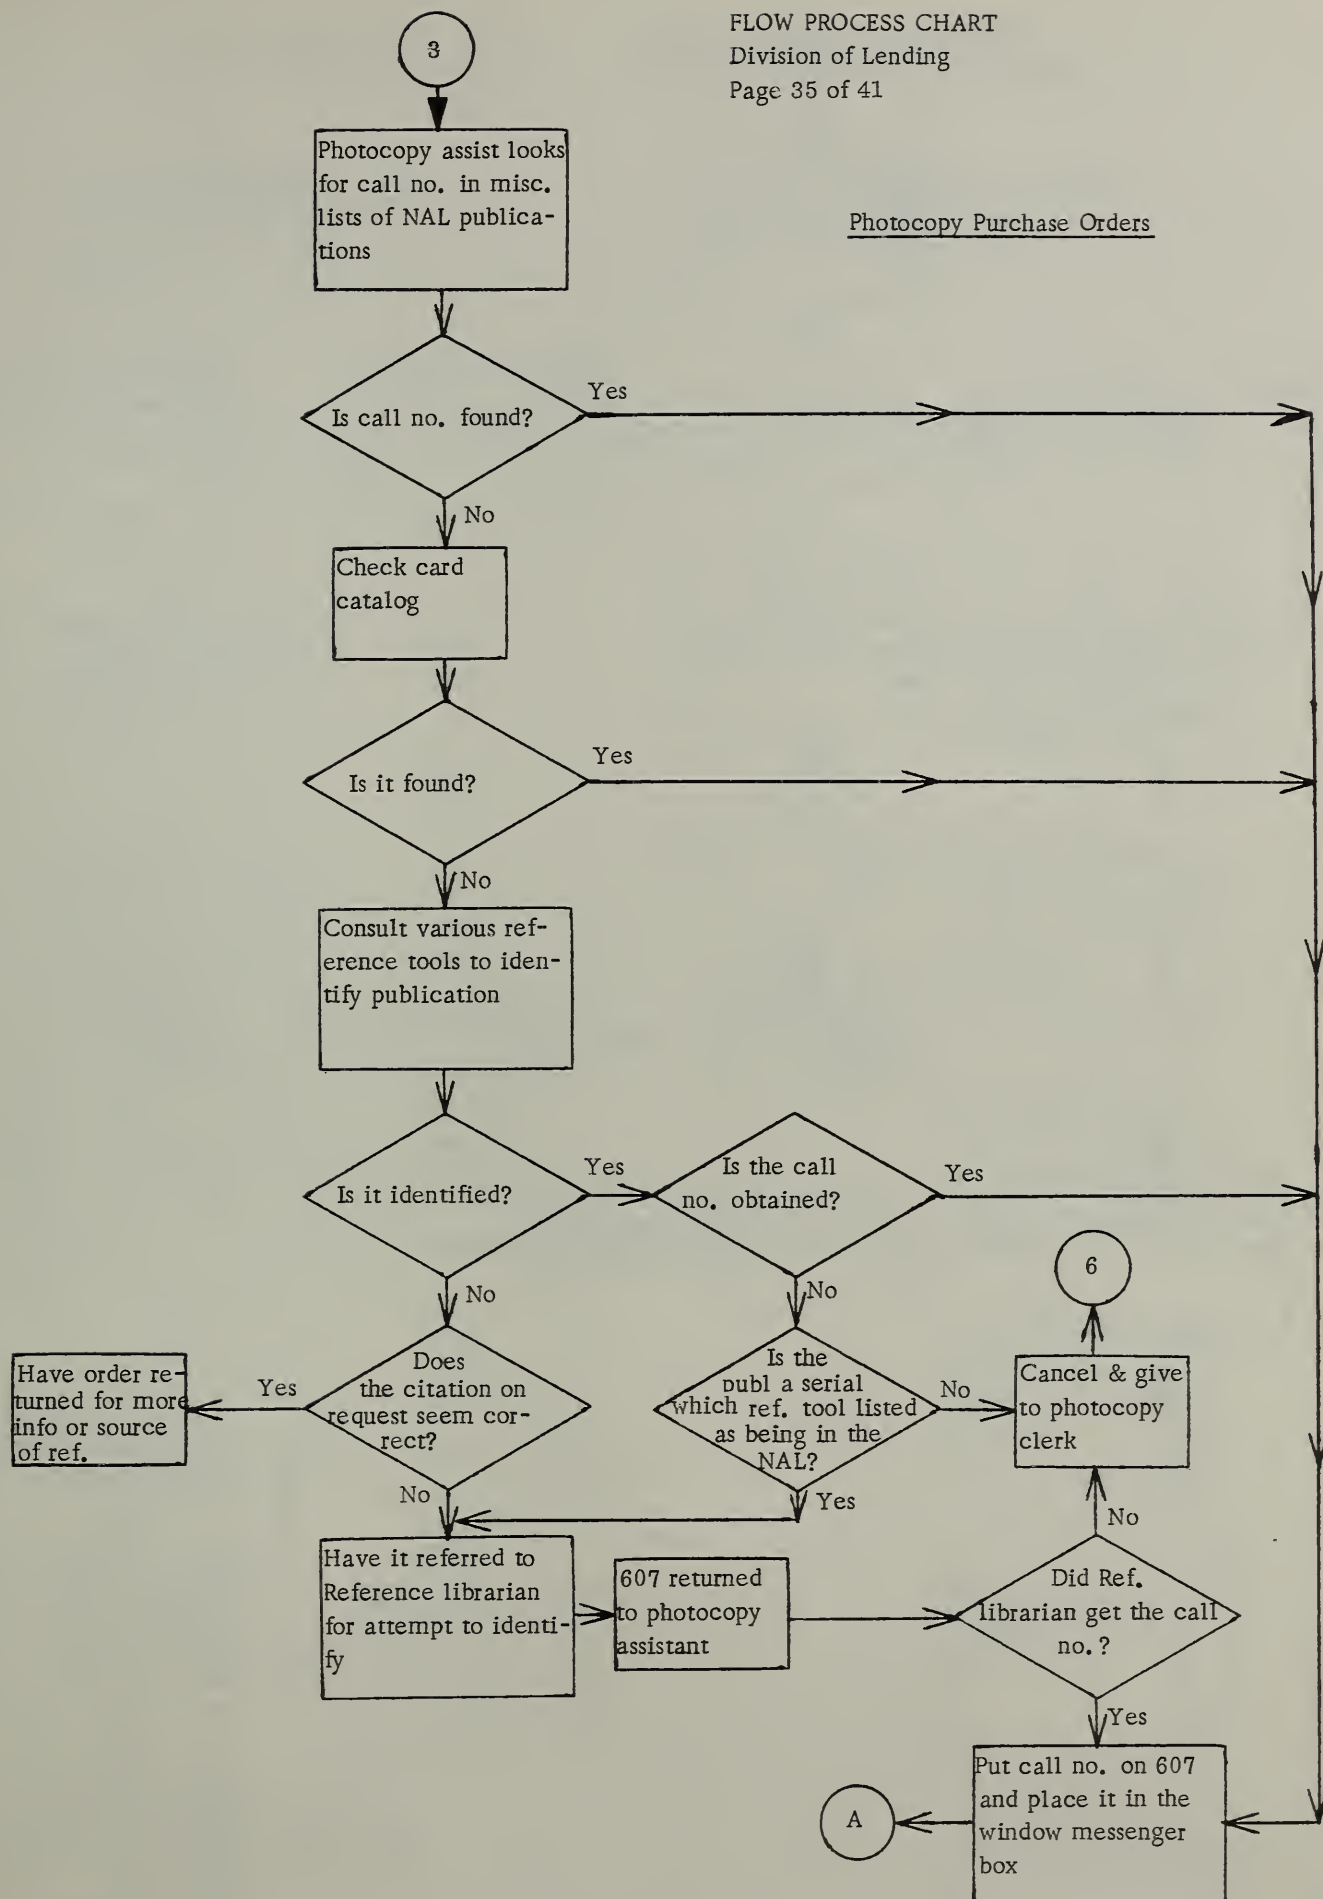 FLOW PROCESS CHART
Division of Lending
Page 35 of 41
3
Photocopy assist looks
for call no. in misc.
lists of NAL publica-
tions
Photocopy Purchase Orders
Is call no. found?
Yes
No
Check card
catalog
Is it found?
Yes
No
Consult various ref-
erence tools to iden-
tify publication
Is it identified?
Yes
Is the call
no. obtained?
Yes
No
No
6
Have order re-
turned for more
info or source
of ref.
Yes
Does
the citation on
request seem cor-
rect?
Is the
publ a serial
which ref. tool listed
as being in the
NAL?
No
Cancel & give
to photocopy
clerk
No
Yes
No
Have it referred to
Reference librarian
for attempt to identi-
fy
607 returned
to photocopy
assistant
Did Ref.
librarian get the call
no.?
Yes
A
Put call no. on 607
and place it in the
window messenger
box